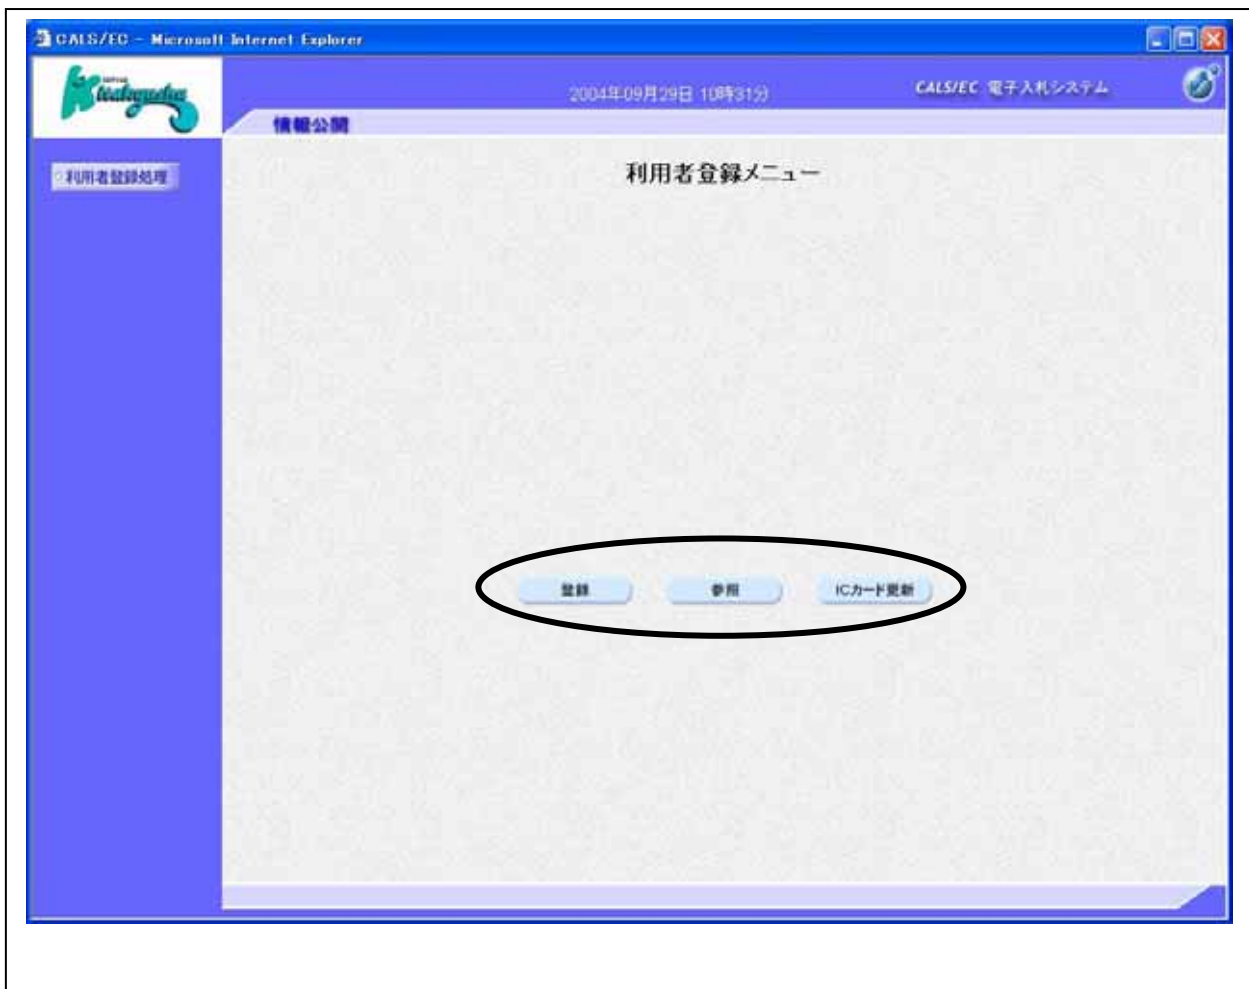 CALS/EC - Microsoft Internet Explorer
2004年09月29日 10時31分
CALS/EC 電子入札システム
情報公開
利用者登録処理
利用者登録メニュー
登録
参照
ICカード更新